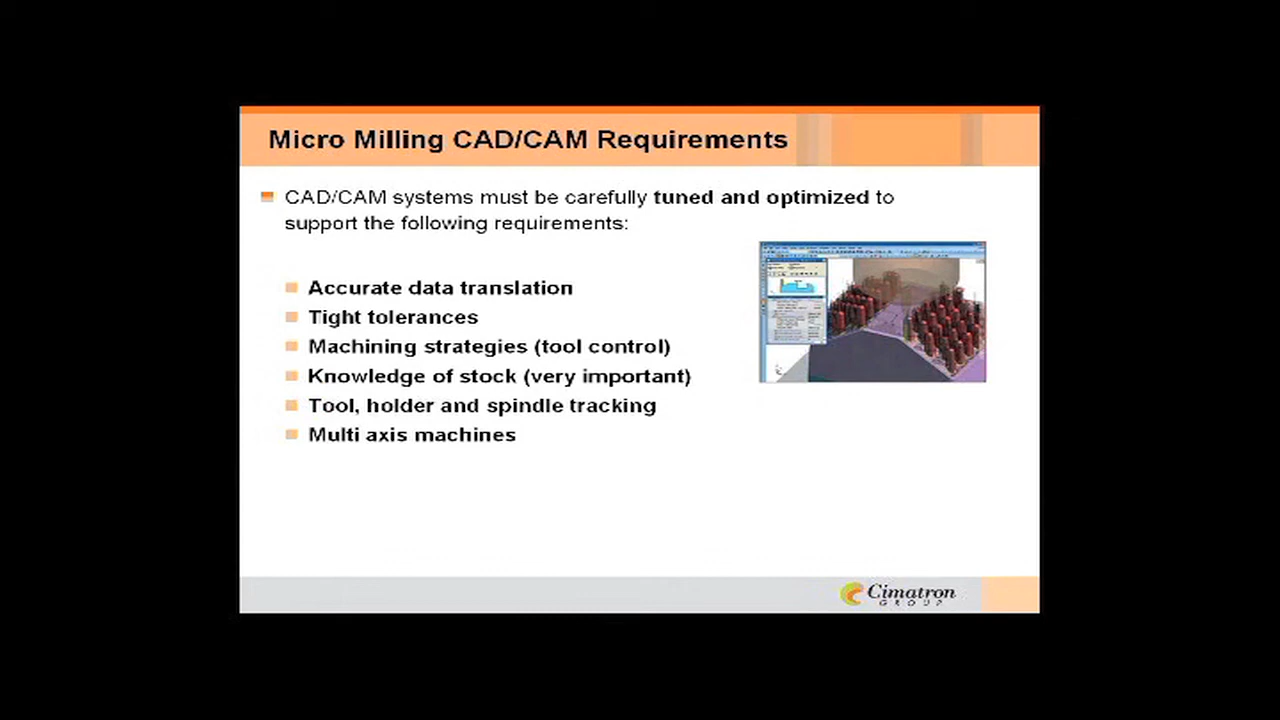 Micro Milling CAD/CAM Requirements
CAD/CAM systems must be carefully tuned and optimized to
support the following requirements:
Accurate data translation
Tight tolerances
Machining strategies (tool control)
Knowledge of stock (very important)
Tool, holder and spindle tracking
Multi axis machines
Cimatron
GROUP